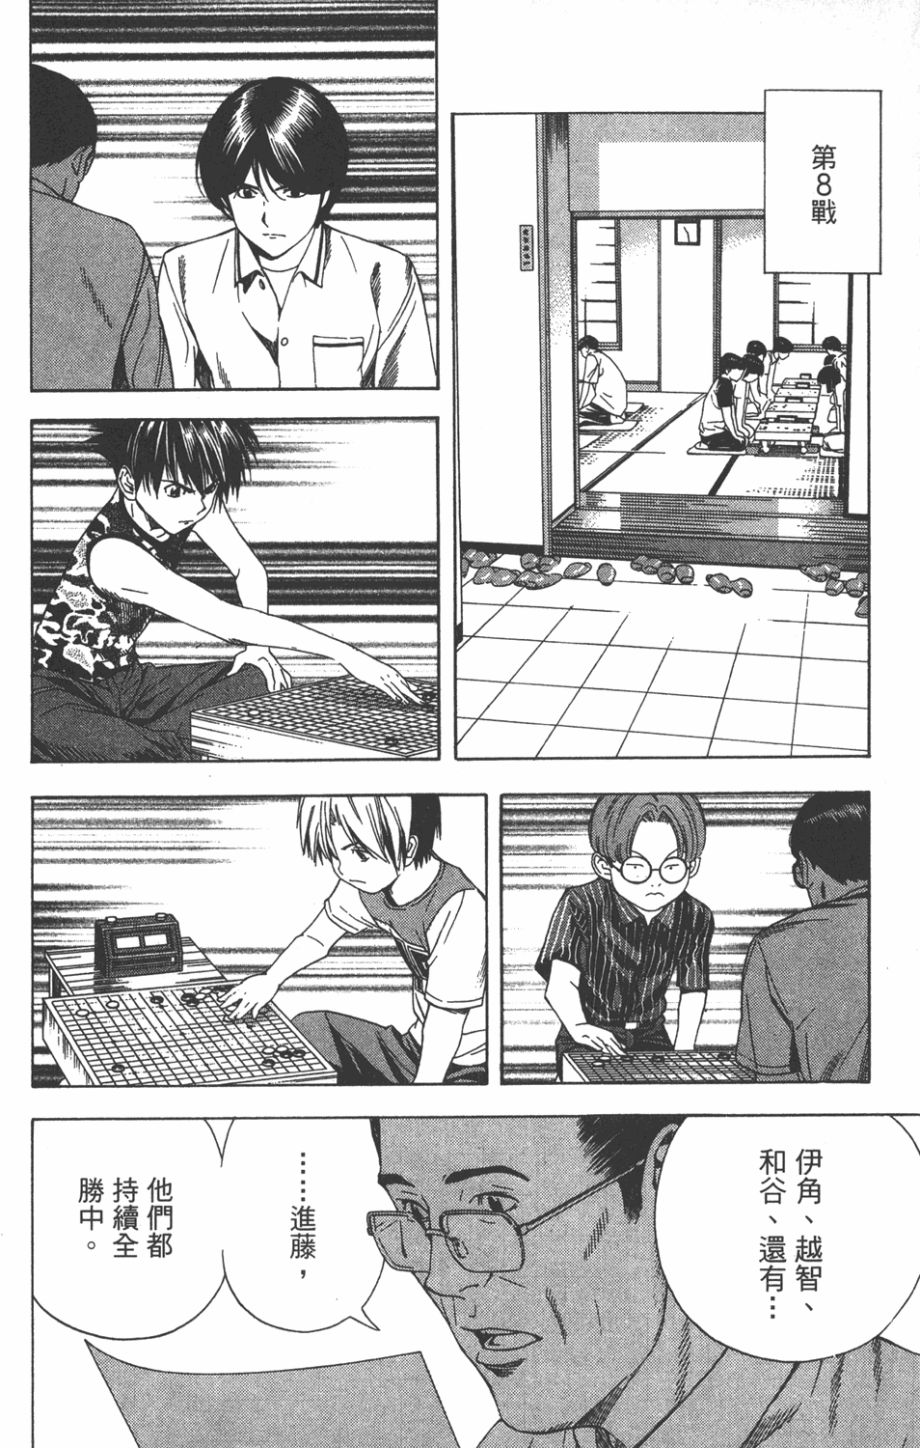 第8戰
伊角、越智、
和谷、還有…
……進藤，
他們都
持續全
勝中。